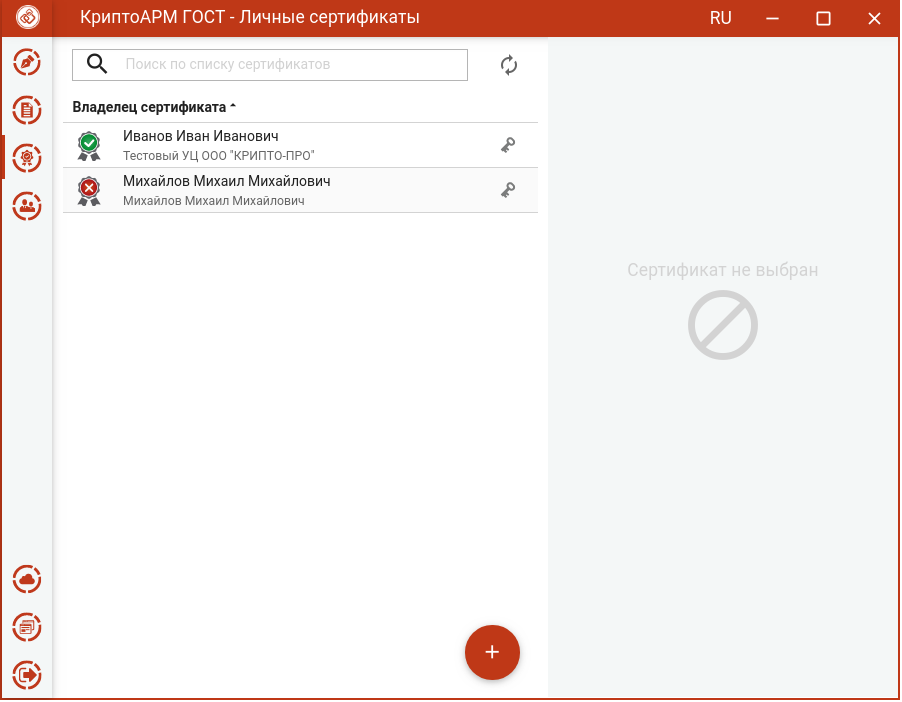 КриптоАРМ ГОСТ - Личные сертификаты
RU
Поиск по списку сертификатов
Владелец сертификата
Иванов Иван Иванович
Тестовый УЦ ООО "КРИПТО-ПРО"
Михайлов Михаил Михайлович
Михайлов Михаил Михайлович
Сертификат не выбран